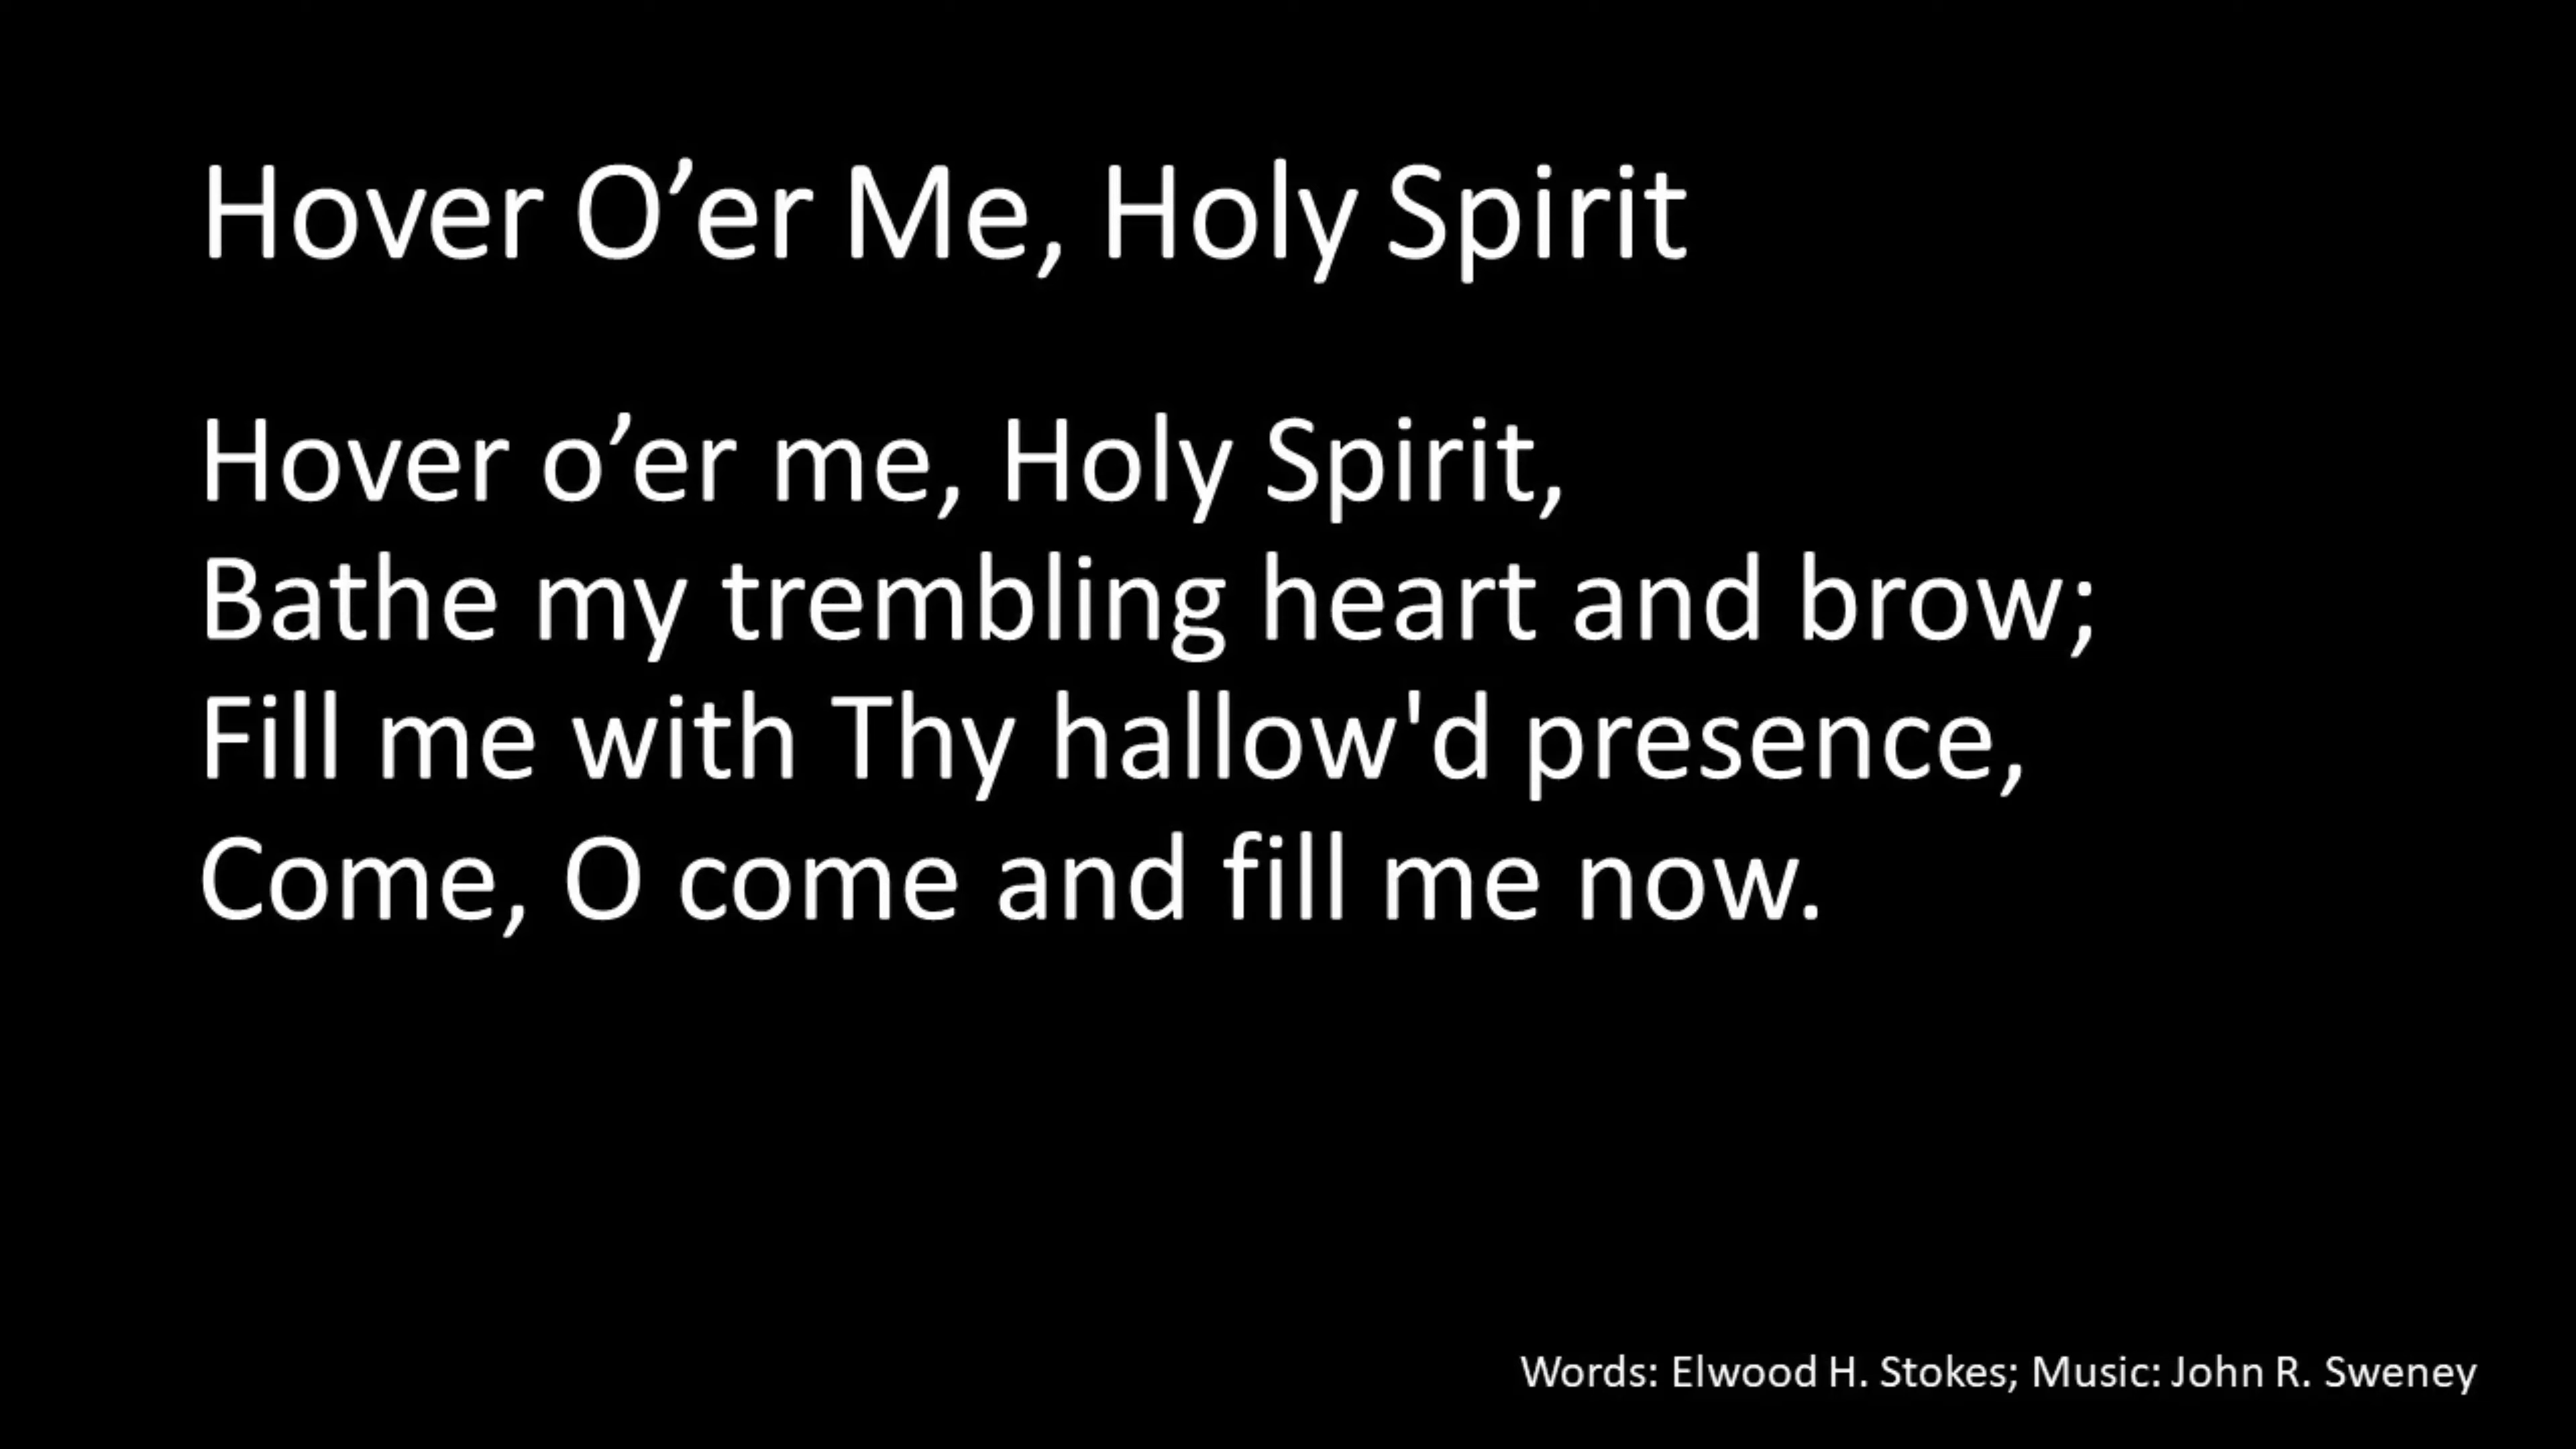 Hover O’er Me, Holy Spirit
Hover o’er me, Holy Spirit,
Bathe my trembling heart and brow;
Fill me with Thy hallow'd presence,
Come, O come and fill me now.
Words: Elwood H. Stokes; Music: John R. Sweney